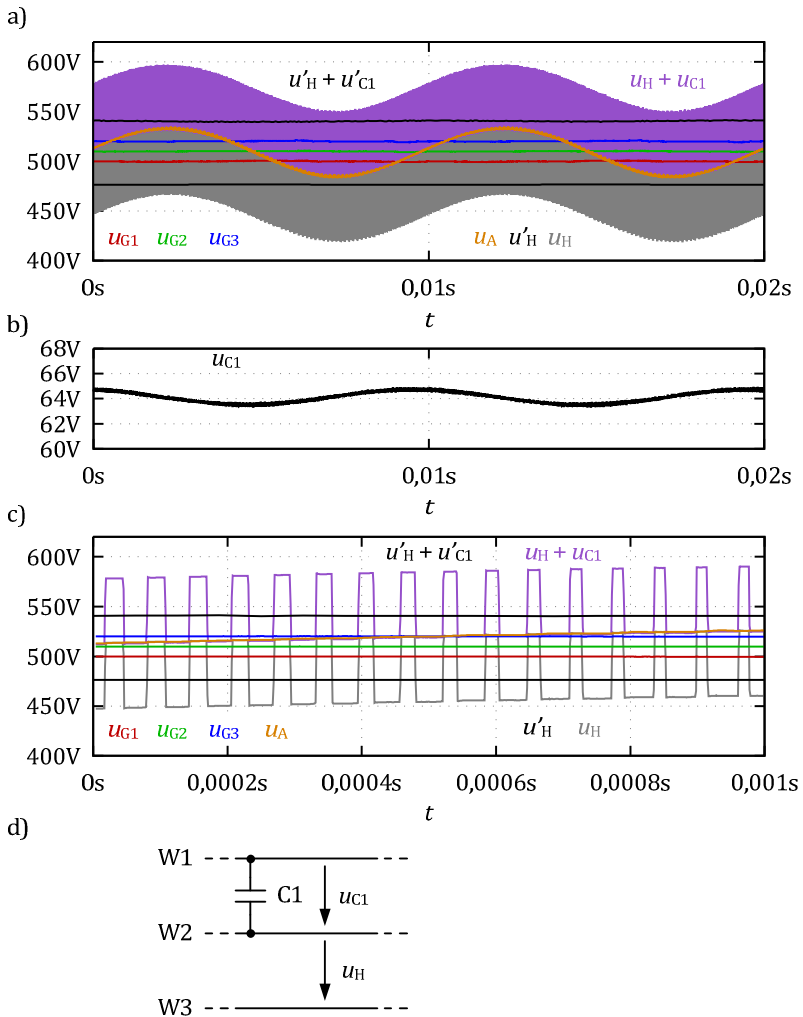 a)
600V
550V
500V
450V
400V
u'H + u'C1
uH + uC1
uG1 uG2 uG3
uA u'H uH
0s 0,01s 0,02s
t
b)
68V
66V
64V
62V
60V
uC1
0s 0,01s 0,02s
t
c)
600V
550V
500V
450V
400V
u'H + u'C1 uH + uC1
uG1 uG2 uG3 uA
u'H uH
0s 0,0002s 0,0004s 0,0006s 0,0008s 0,001s
t
d)
W1
C1 uC1
W2
uH
W3